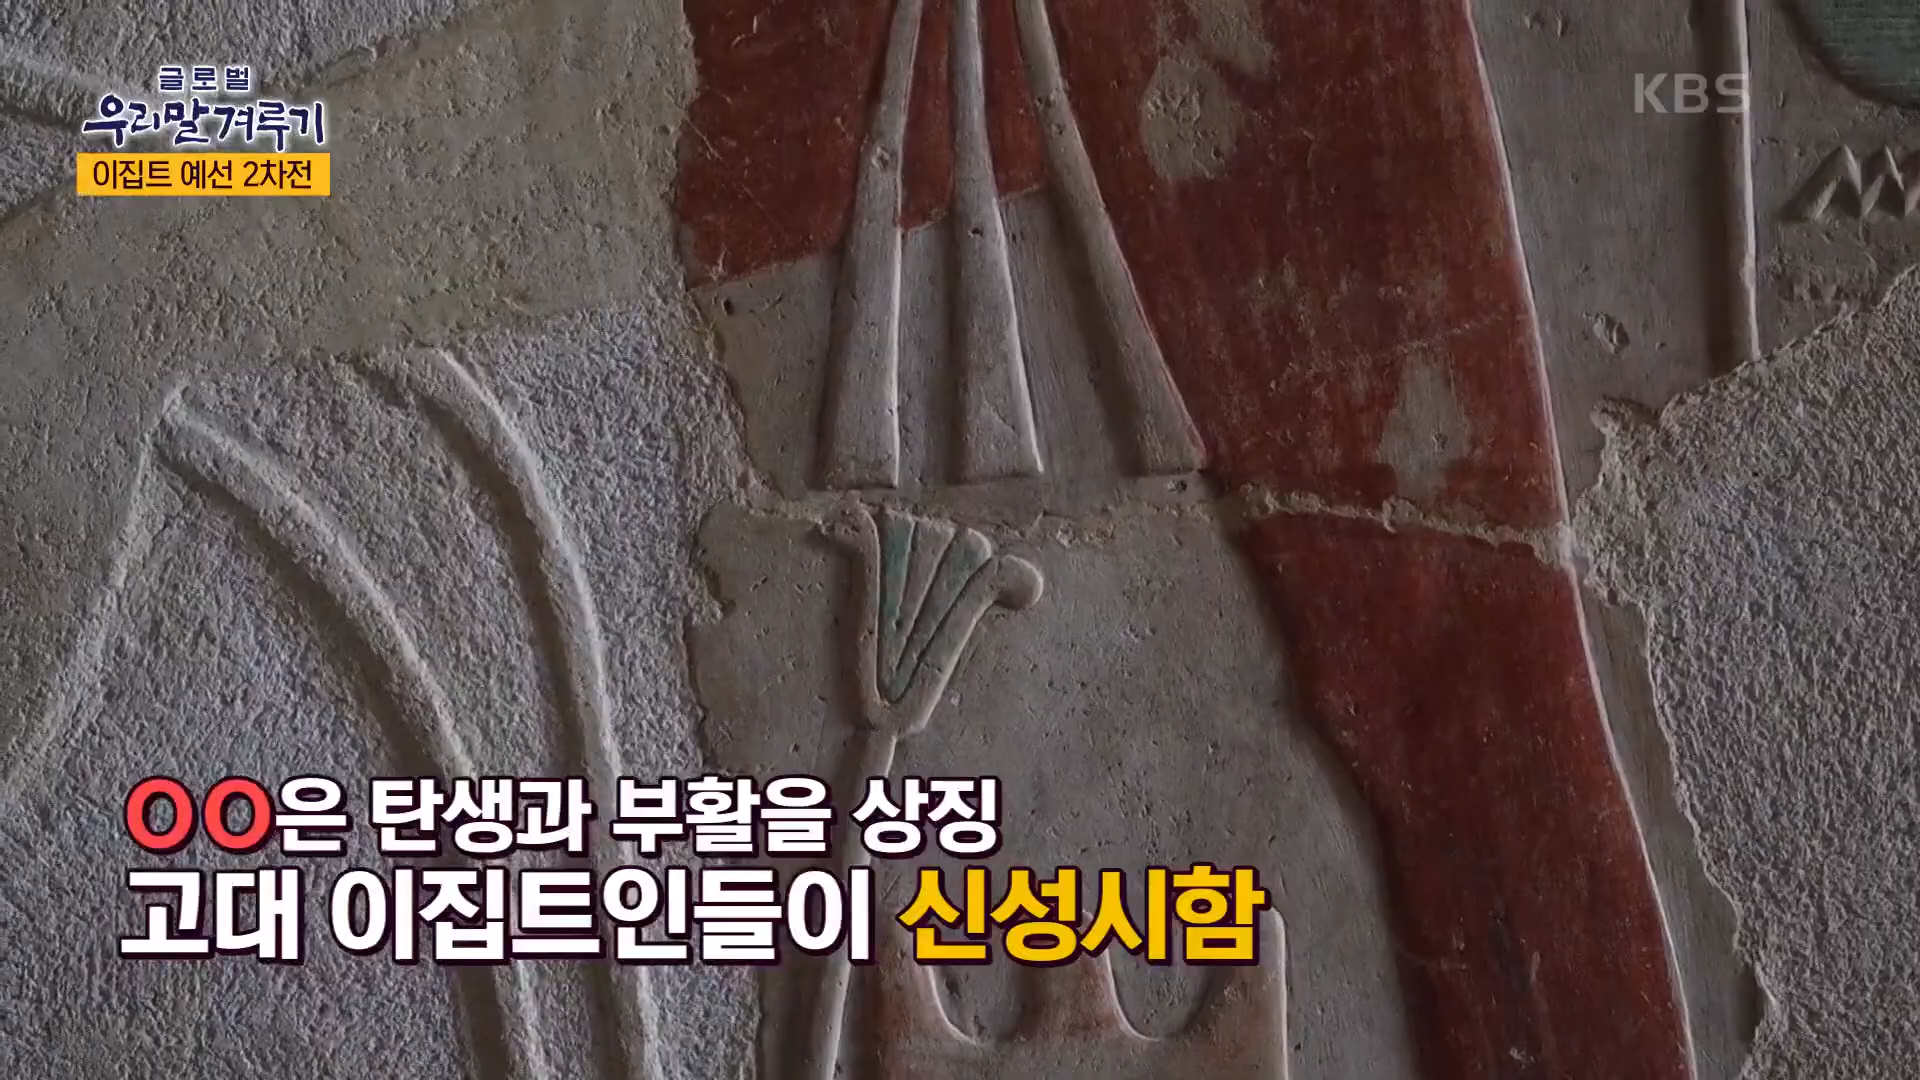 글로벌
우리말 겨루기
이집트 예선 2차전
KBS
OO은 탄생과 부활을 상징
고대 이집트인들이 신성시함